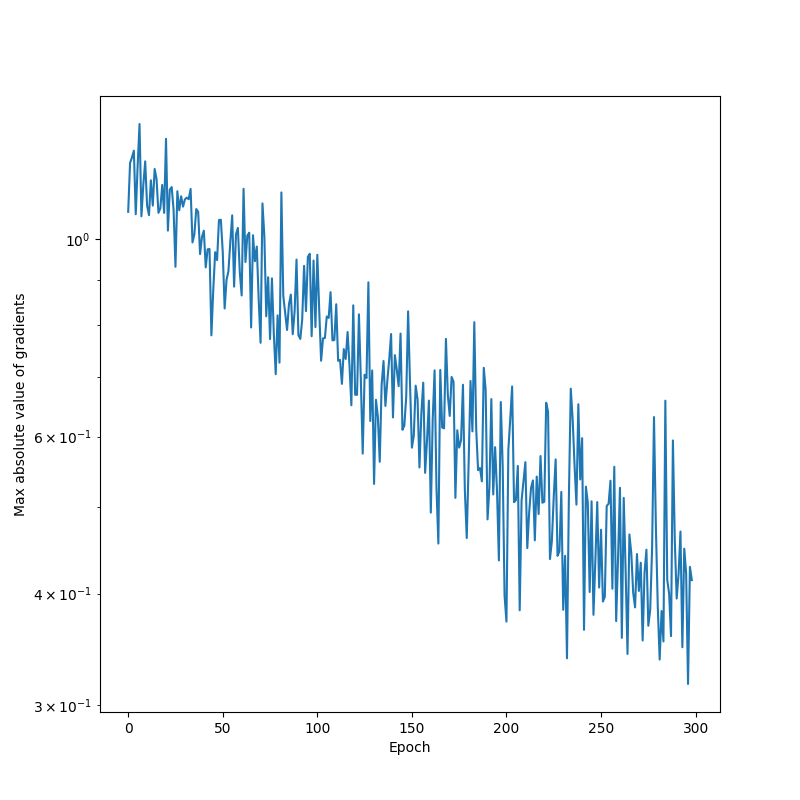 Max absolute value of gradients
10⁰
6 × 10⁻¹
4 × 10⁻¹
3 × 10⁻¹
0 50 100 150 200 250 300
Epoch